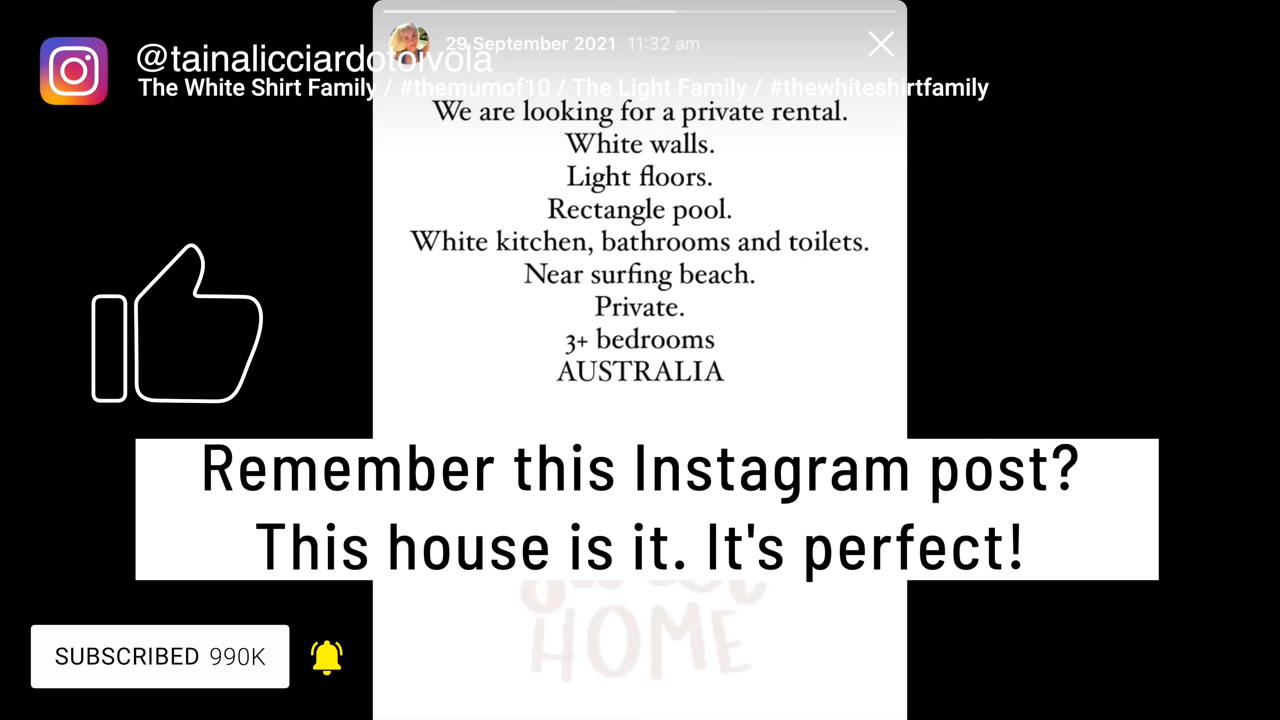 @tainalicciardotoivola
29 September 2021 11:32 am
The White Shirt Family / #themumof10 / The Light Family / #thewhiteshirtfamily
We are looking for a private rental.
White walls.
Light floors.
Rectangle pool.
White kitchen, bathrooms and toilets.
Near surfing beach.
Private.
3+ bedrooms
AUSTRALIA
Remember this Instagram post?
This house is it. It's perfect!
HOME
SUBSCRIBED 990K